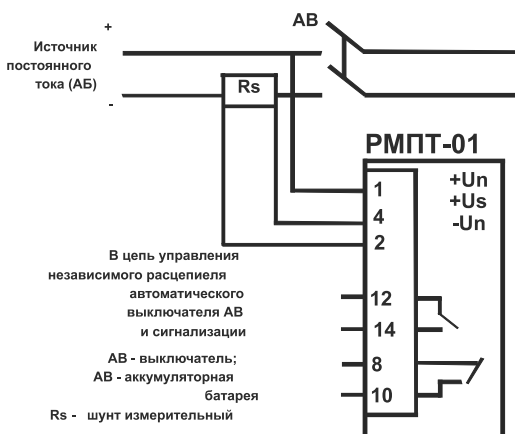 +
АВ
Источник
постоянного
тока (АБ)
-
Rs
РМПТ-01
1
+Un
4
+Us
2
-Un
В цепь управления
независимого расцепиеля
автоматического
выключателя АВ
и сигнализации
12
14
АВ - выключатель;
АВ - аккумуляторная
батарея
Rs - шунт измерительный
8
10